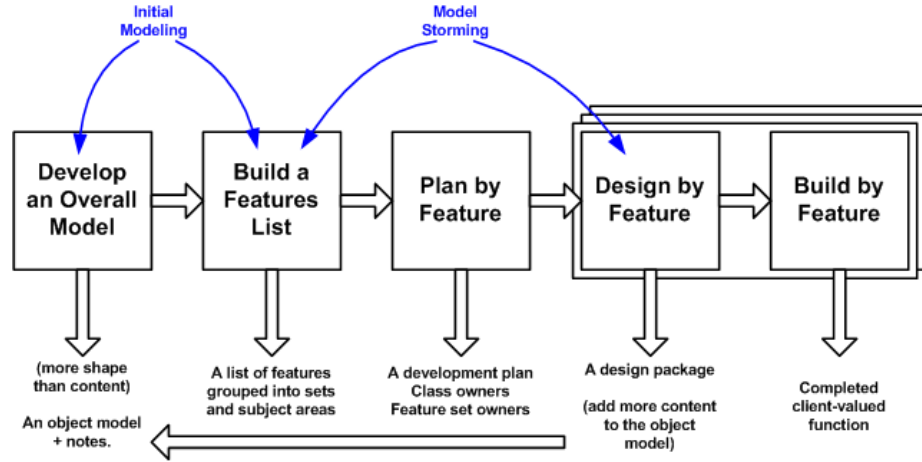 Initial
Modeling
Model
Storming
Develop
an Overall
Model
Build a
Features
List
Plan by
Feature
Design by
Feature
Build by
Feature
(more shape
than content)
An object model
+ notes.
A list of features
grouped into sets
and subject areas
A development plan
Class owners
Feature set owners
A design package
(add more content
to the object
model)
Completed
client-valued
function